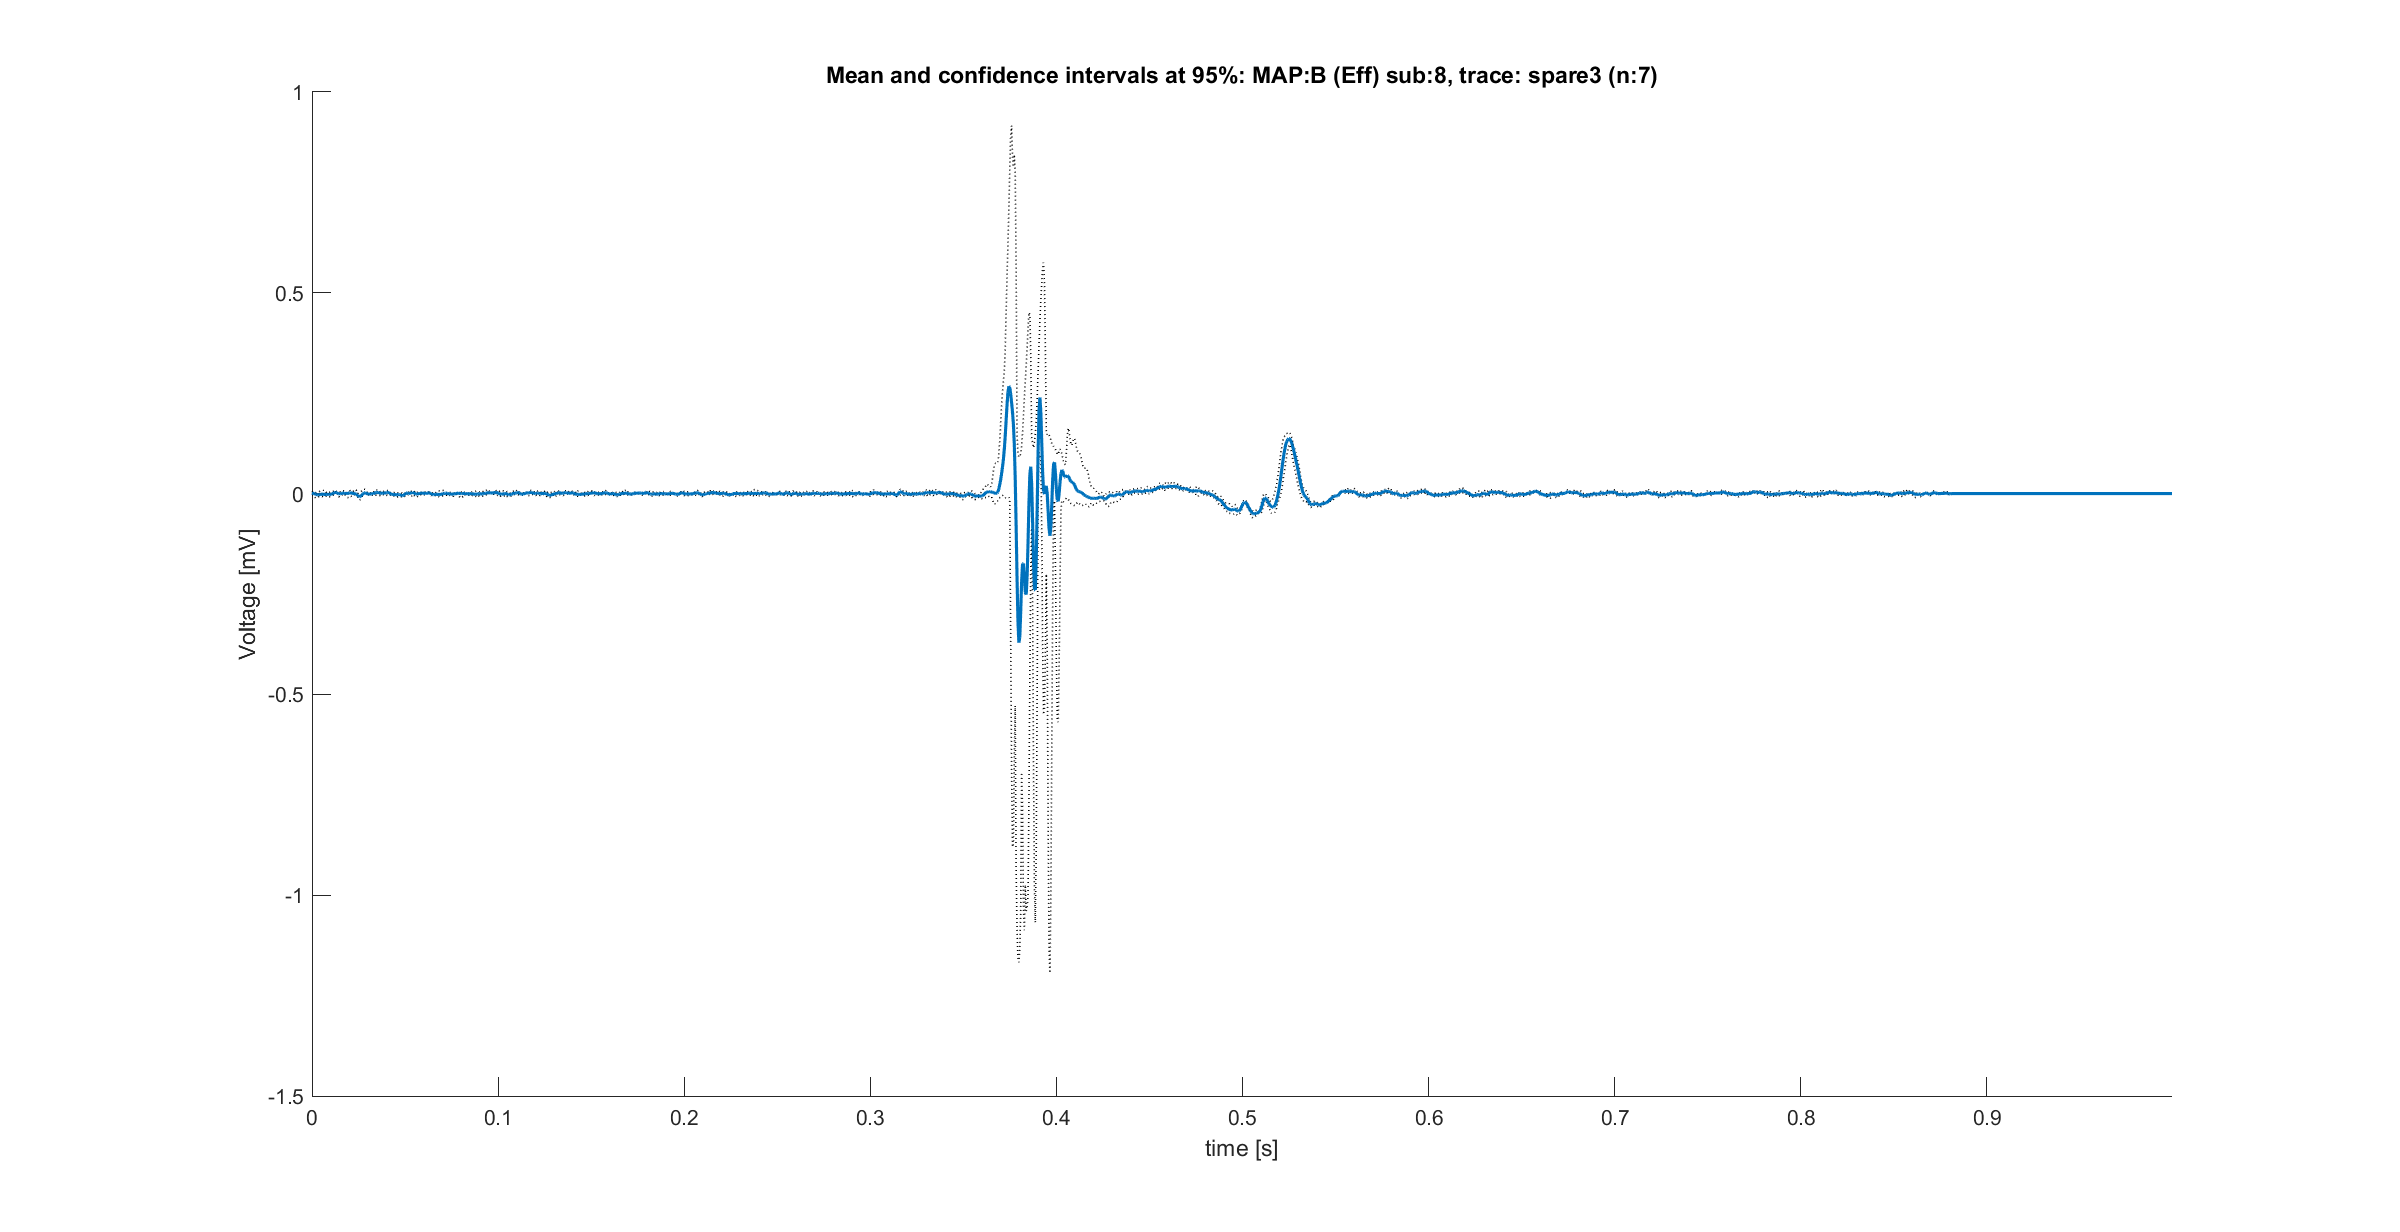 Mean and confidence intervals at 95%: MAP:B (Eff) sub:8, trace: spare3 (n:7)
1
0.5
0
-0.5
-1
-1.5
Voltage [mV]
0 0.1 0.2 0.3 0.4 0.5 0.6 0.7 0.8 0.9
time [s]